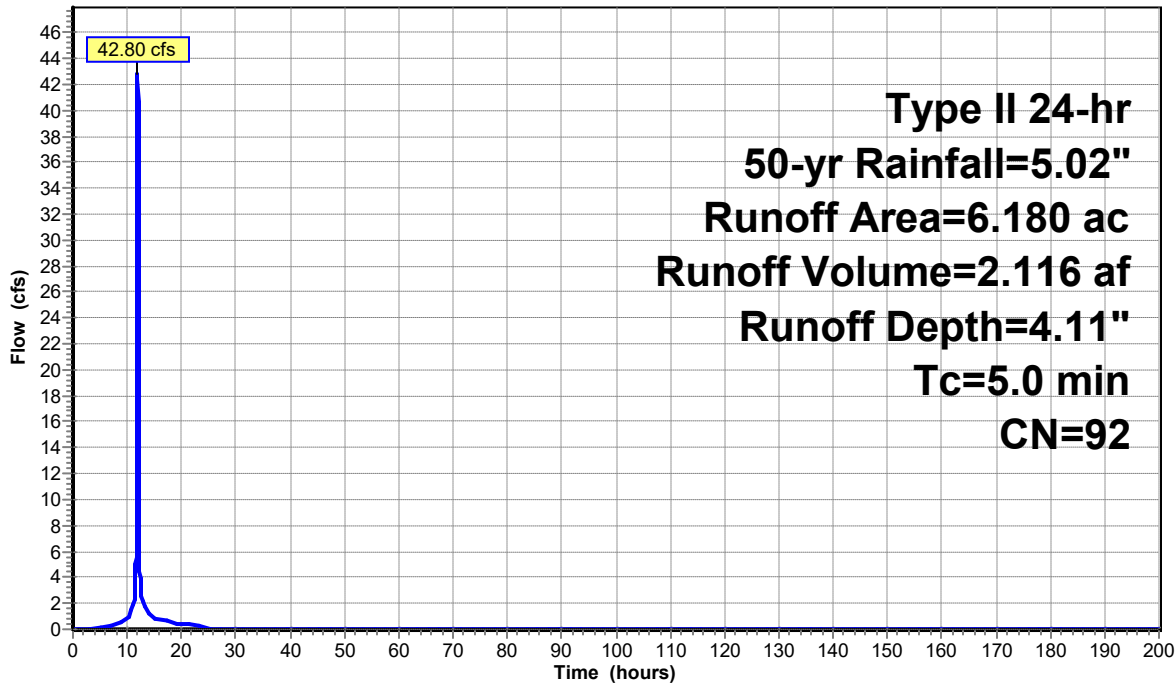 46
44
42
40
38
36
34
32
30
28
26
24
22
20
18
16
14
12
10
8
6
4
2
0
Flow (cfs)
42.80 cfs
Type II 24-hr
50-yr Rainfall=5.02"
Runoff Area=6.180 ac
Runoff Volume=2.116 af
Runoff Depth=4.11"
Tc=5.0 min
CN=92
0 10 20 30 40 50 60 70 80 90 100 110 120 130 140 150 160 170 180 190 200
Time (hours)